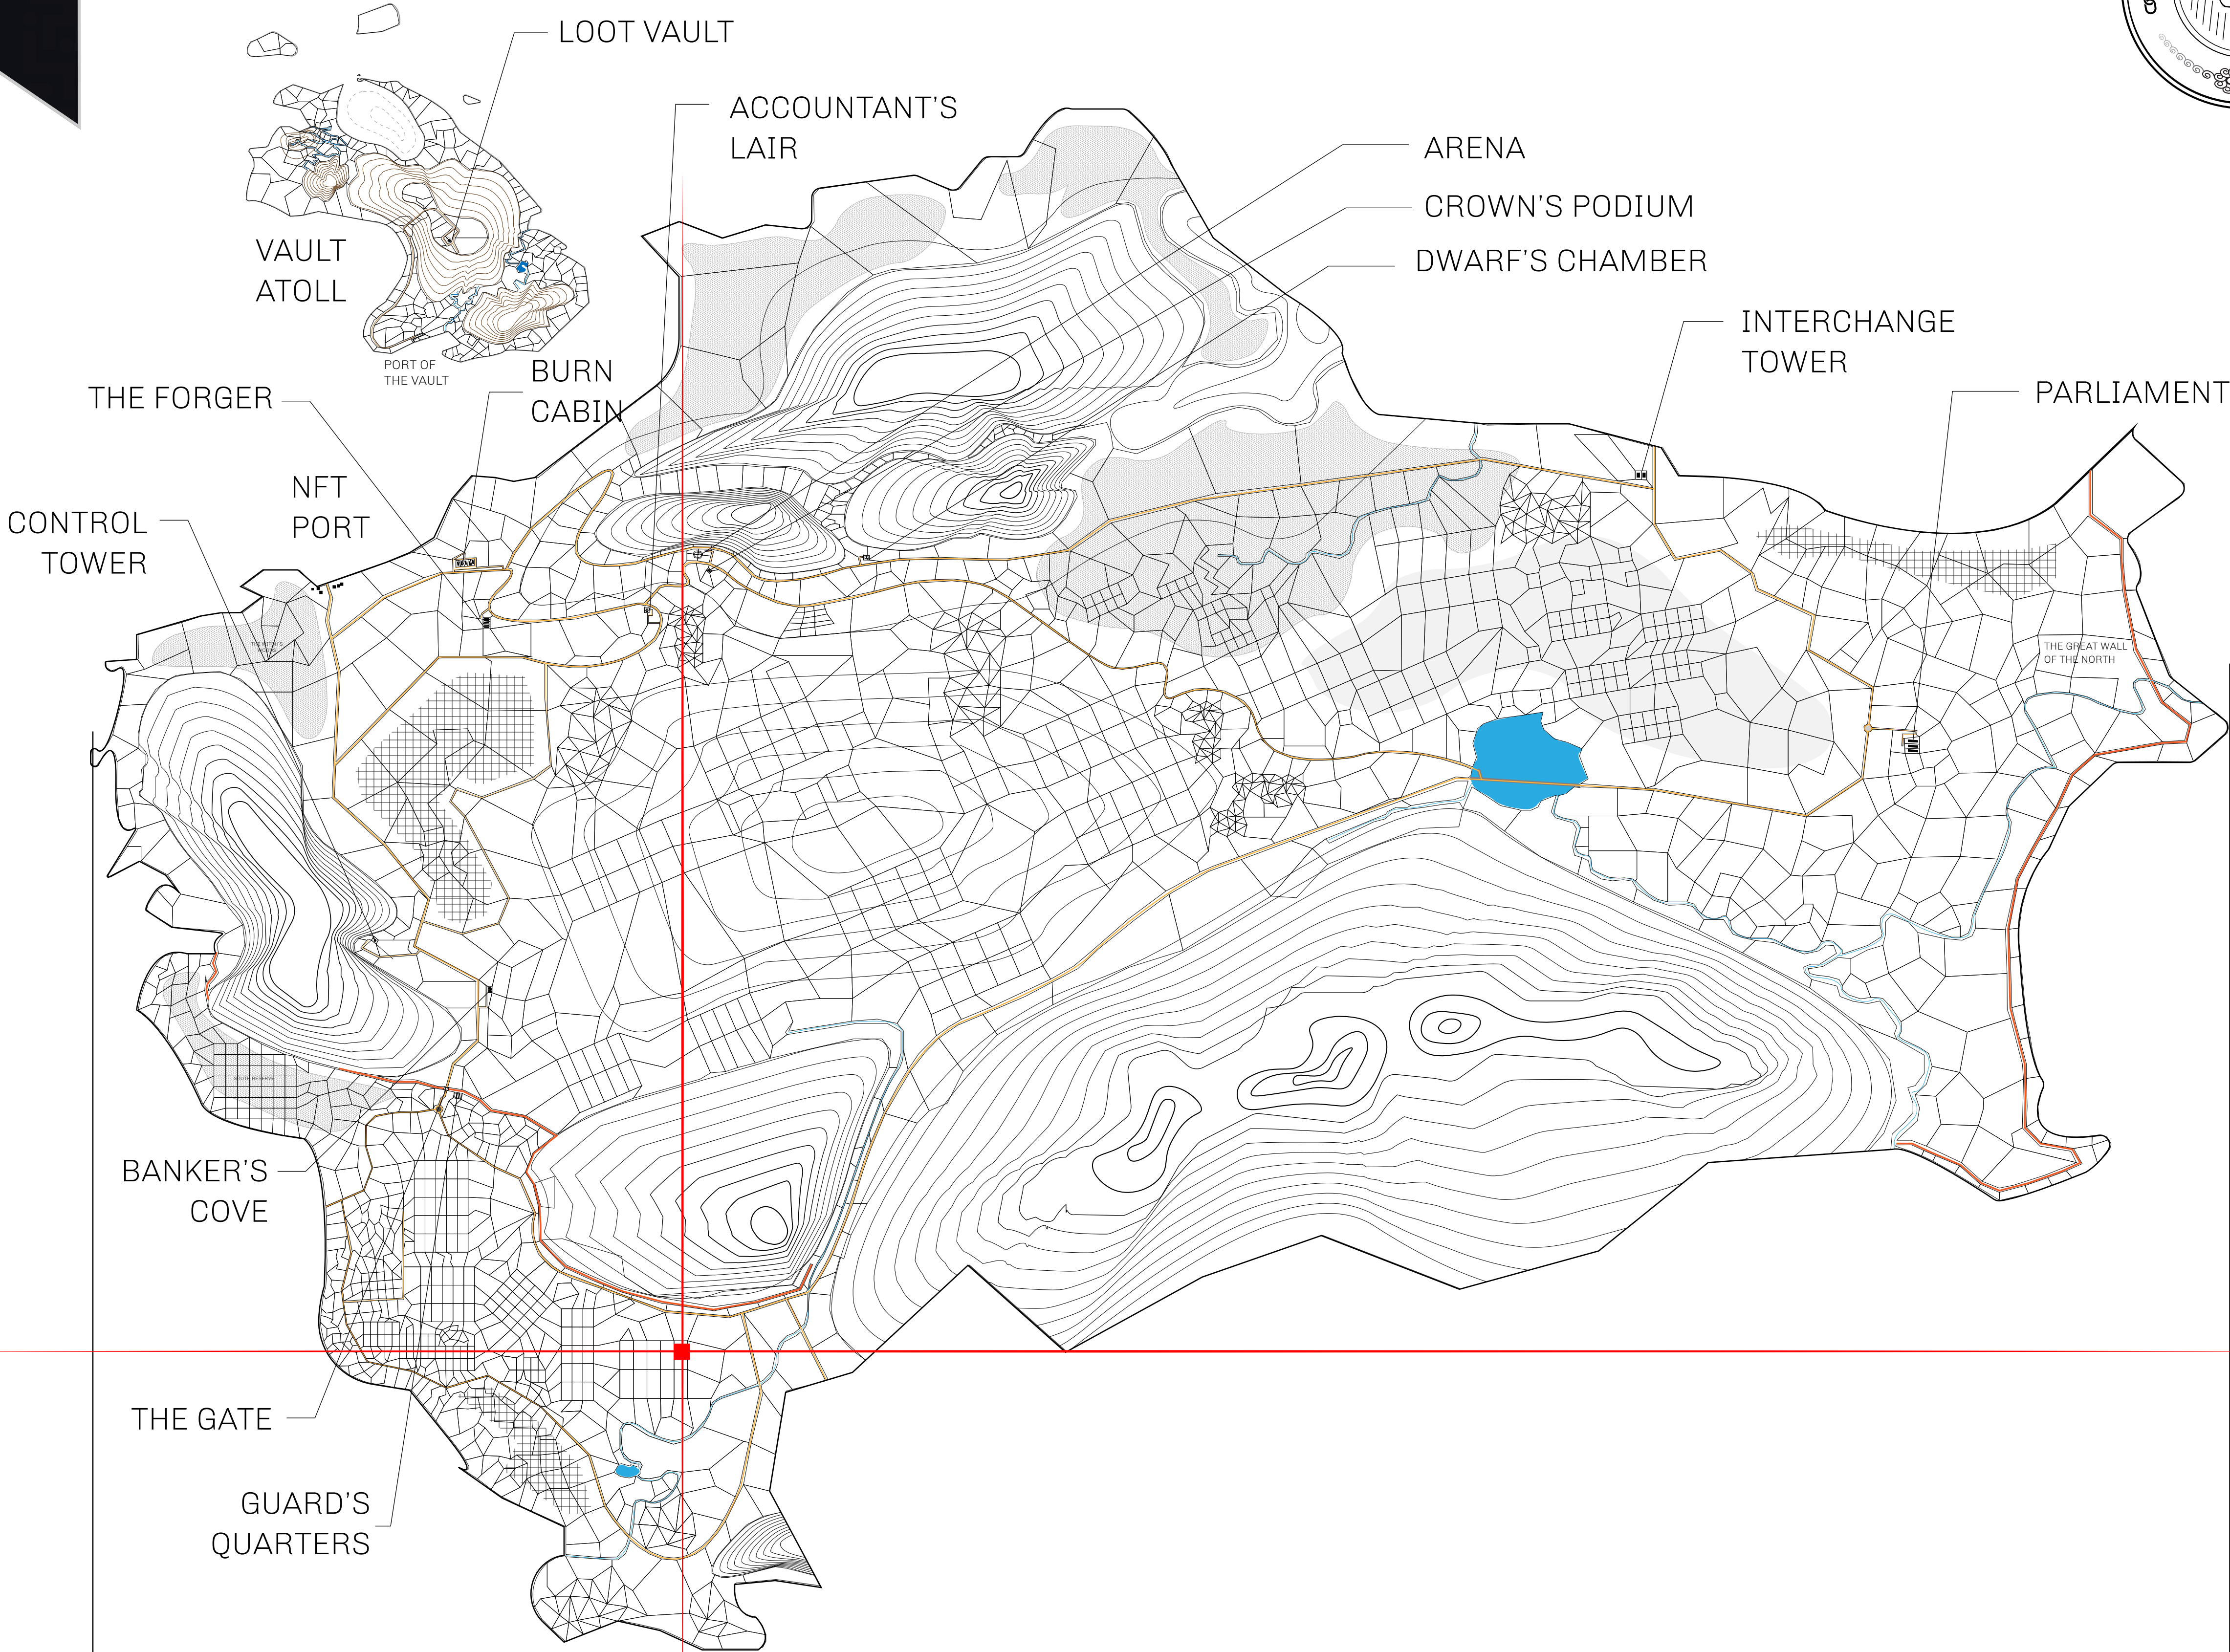 LOOT VAULT
ACCOUNTANT'S
LAIR
ARENA
CROWN'S PODIUM
DWARF'S CHAMBER
VAULT
ATOLL
INTERCHANGE
TOWER
PORT OF
THE VAULT
BURN
CABIN
THE FORGER
PARLIAMENT
NFT
PORT
CONTROL
TOWER
THE GREAT WALL
OF THE NORTH
SOUTH RESERVE
BANKER'S
COVE
THE GATE
GUARD'S
QUARTERS